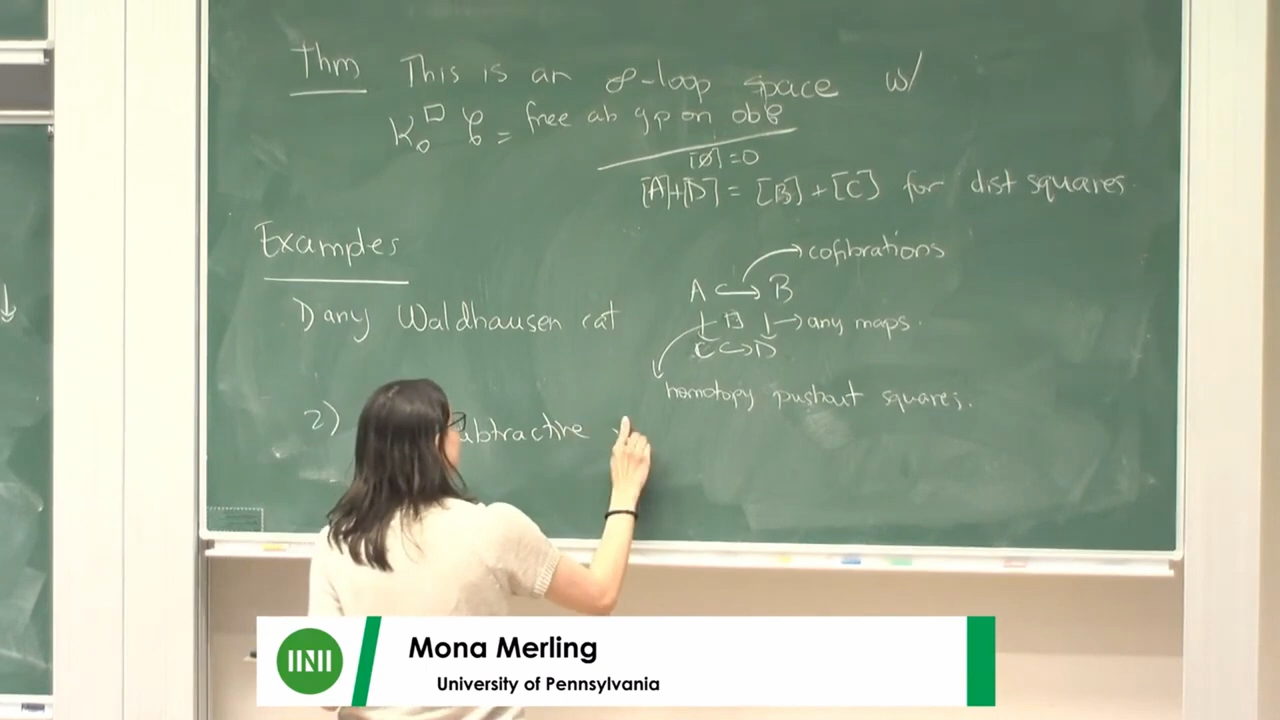 Thm This is an ∞-loop space w/
K₀^□ 𝒞 = free ab gp on ob𝒞
[∅]=0
[A]+[D] = [B]+[C] for dist squares.
Examples
→ cofibrations
A ↪ B
1) any Waldhausen cat
↓ □ ↓ → any maps.
C ↪ D
homotopy pushout squares.
2) subtractive
Mona Merling
University of Pennsylvania